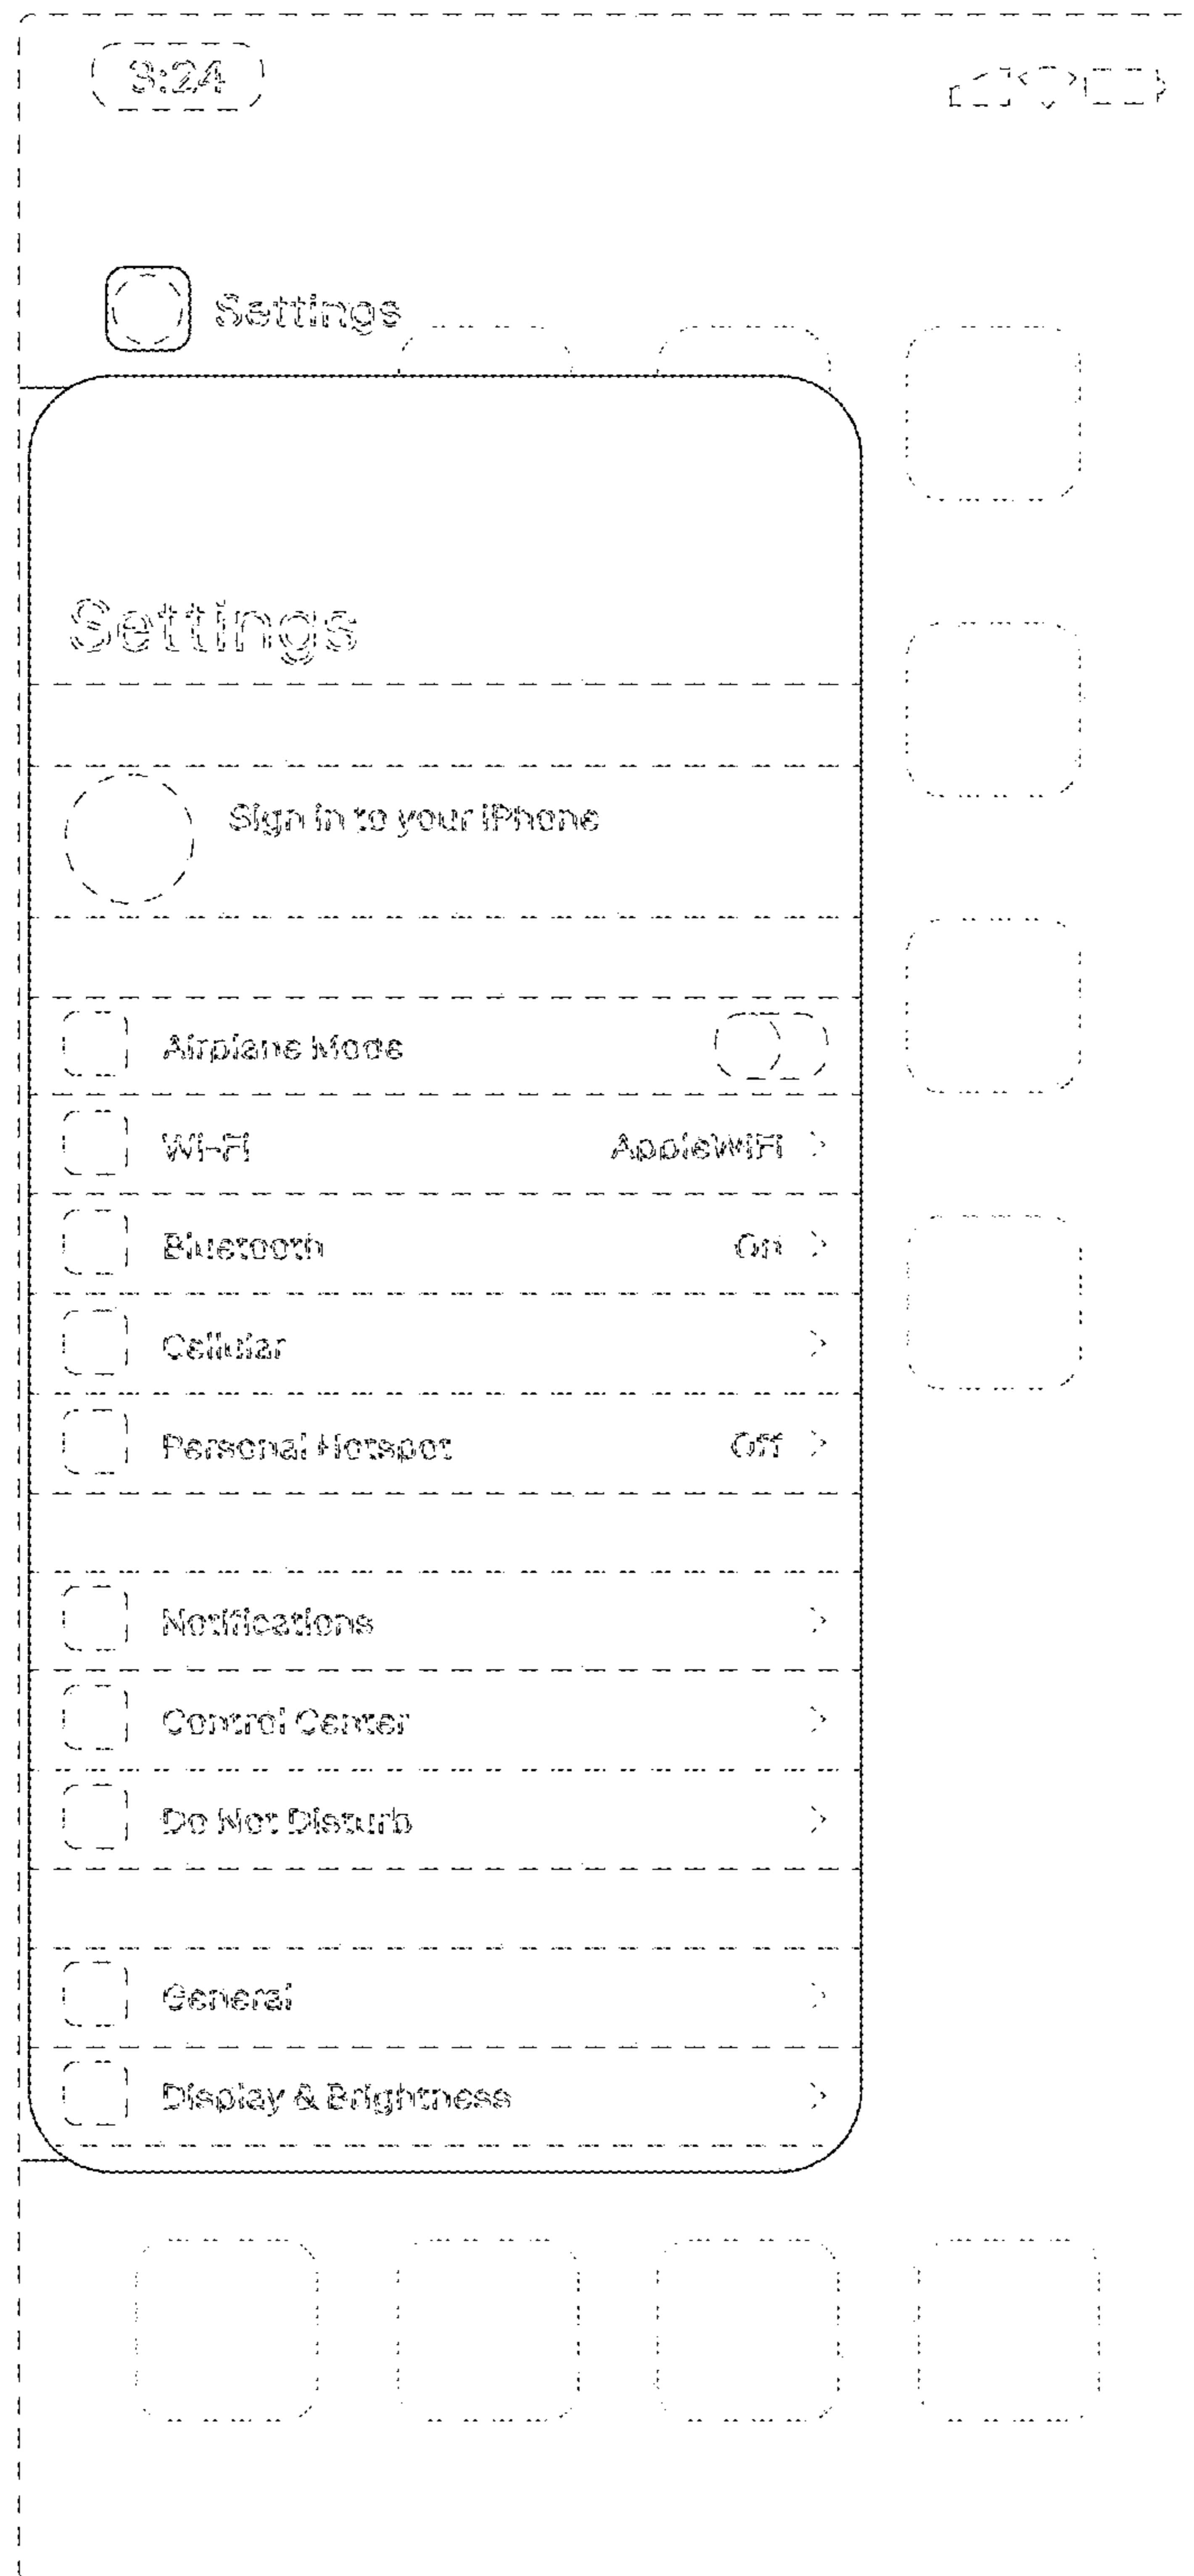 3:24
Settings
Settings
Sign in to your iPhone
Airplane Mode
Wi-Fi AppleWiFi >
Bluetooth On >
Cellular >
Personal Hotspot Off >
Notifications >
Control Center >
Do Not Disturb >
General >
Display & Brightness >